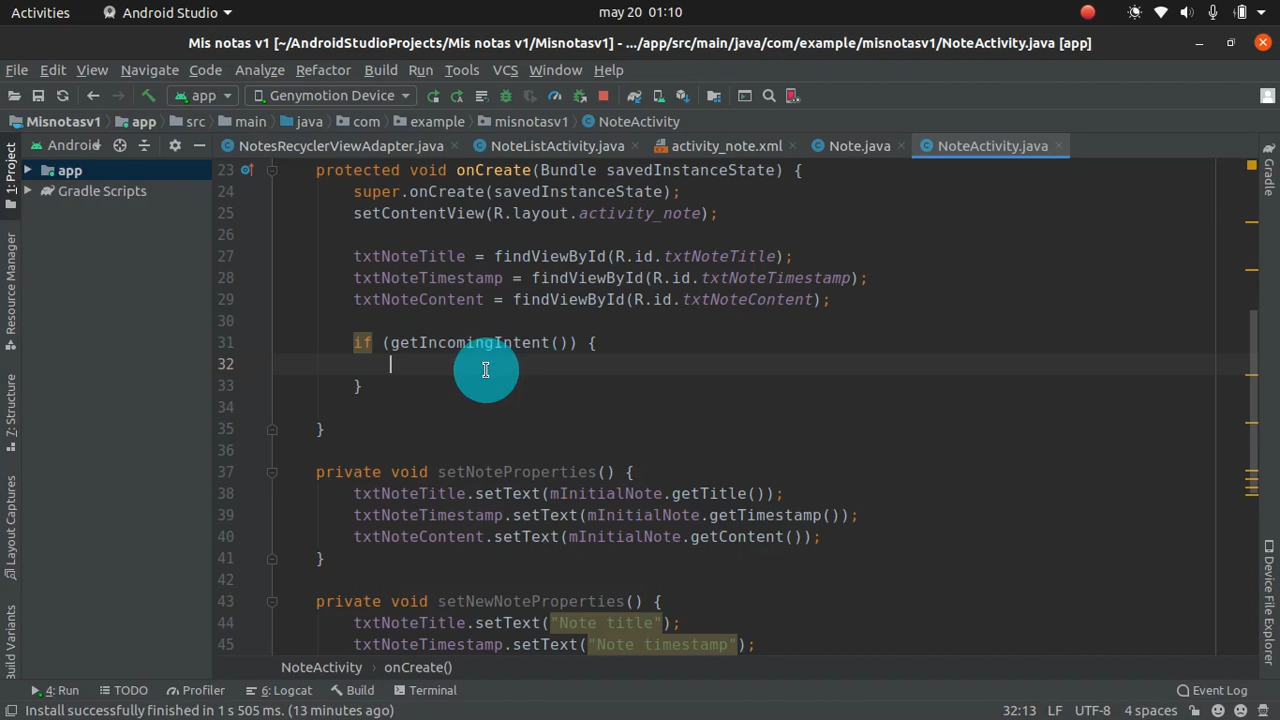 Activities Android Studio may 20 01:10
Mis notas v1 [~/AndroidStudioProjects/Mis notas v1/Misnotasv1] - .../app/src/main/java/com/example/misnotasv1/NoteActivity.java [app]
File Edit View Navigate Code Analyze Refactor Build Run Tools VCS Window Help
app Genymotion Device
Misnotasv1 app src main java com example misnotasv1 NoteActivity
Android NotesRecyclerViewAdapter.java NoteListActivity.java activity_note.xml Note.java NoteActivity.java
1: Project
Resource Manager
7: Structure
Layout Captures
Build Variants
app
Gradle Scripts
23 protected void onCreate(Bundle savedInstanceState) {
24 super.onCreate(savedInstanceState);
25 setContentView(R.layout.activity_note);
26
27 txtNoteTitle = findViewById(R.id.txtNoteTitle);
28 txtNoteTimestamp = findViewById(R.id.txtNoteTimestamp);
29 txtNoteContent = findViewById(R.id.txtNoteContent);
30
31 if (getIncomingIntent()) {
32
33 }
34
35 }
36
37 private void setNoteProperties() {
38 txtNoteTitle.setText(mInitialNote.getTitle());
39 txtNoteTimestamp.setText(mInitialNote.getTimestamp());
40 txtNoteContent.setText(mInitialNote.getContent());
41 }
42
43 private void setNewNoteProperties() {
44 txtNoteTitle.setText("Note title");
45 txtNoteTimestamp.setText("Note timestamp");
Gradle
Device File Explorer
NoteActivity onCreate()
4: Run TODO Profiler 6: Logcat Build Terminal Event Log
Install successfully finished in 1 s 505 ms. (13 minutes ago) 32:13 LF UTF-8 4 spaces